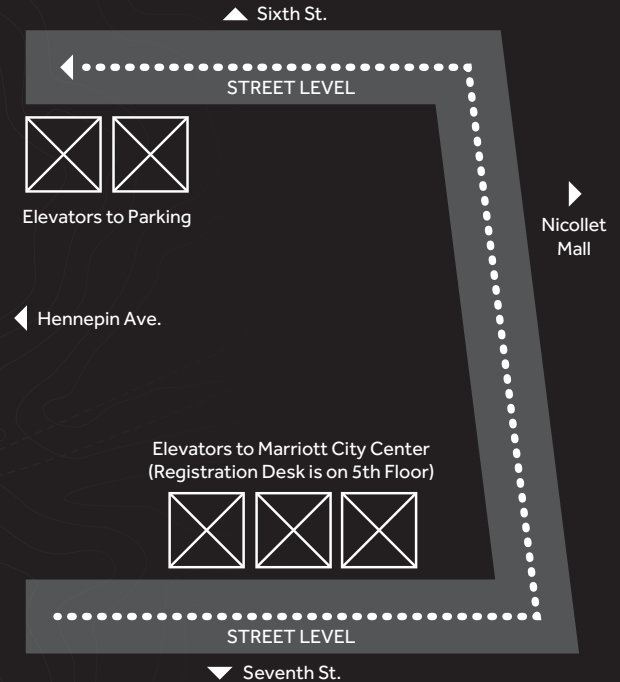 Sixth St.
STREET LEVEL
Elevators to Parking
Nicollet
Mall
Hennepin Ave.
Elevators to Marriott City Center
(Registration Desk is on 5th Floor)
STREET LEVEL
Seventh St.